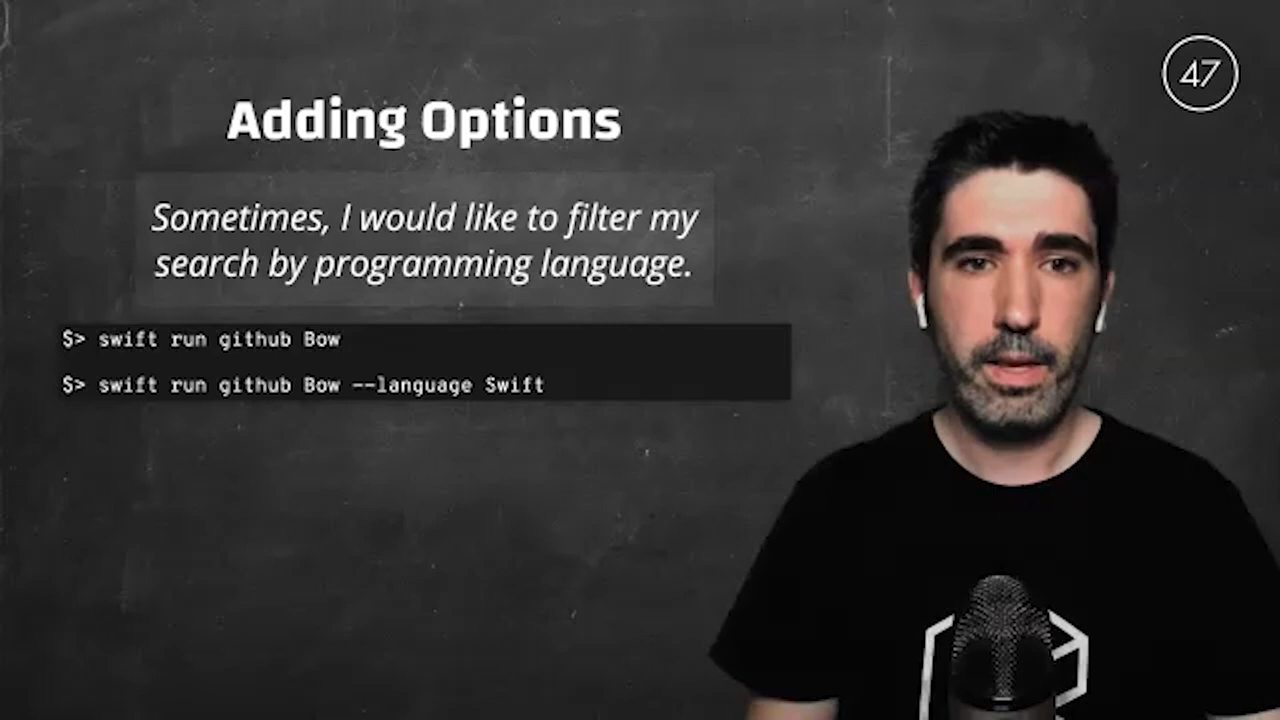 47
Adding Options
Sometimes, I would like to filter my
search by programming language.
$> swift run github Bow
$> swift run github Bow --language Swift